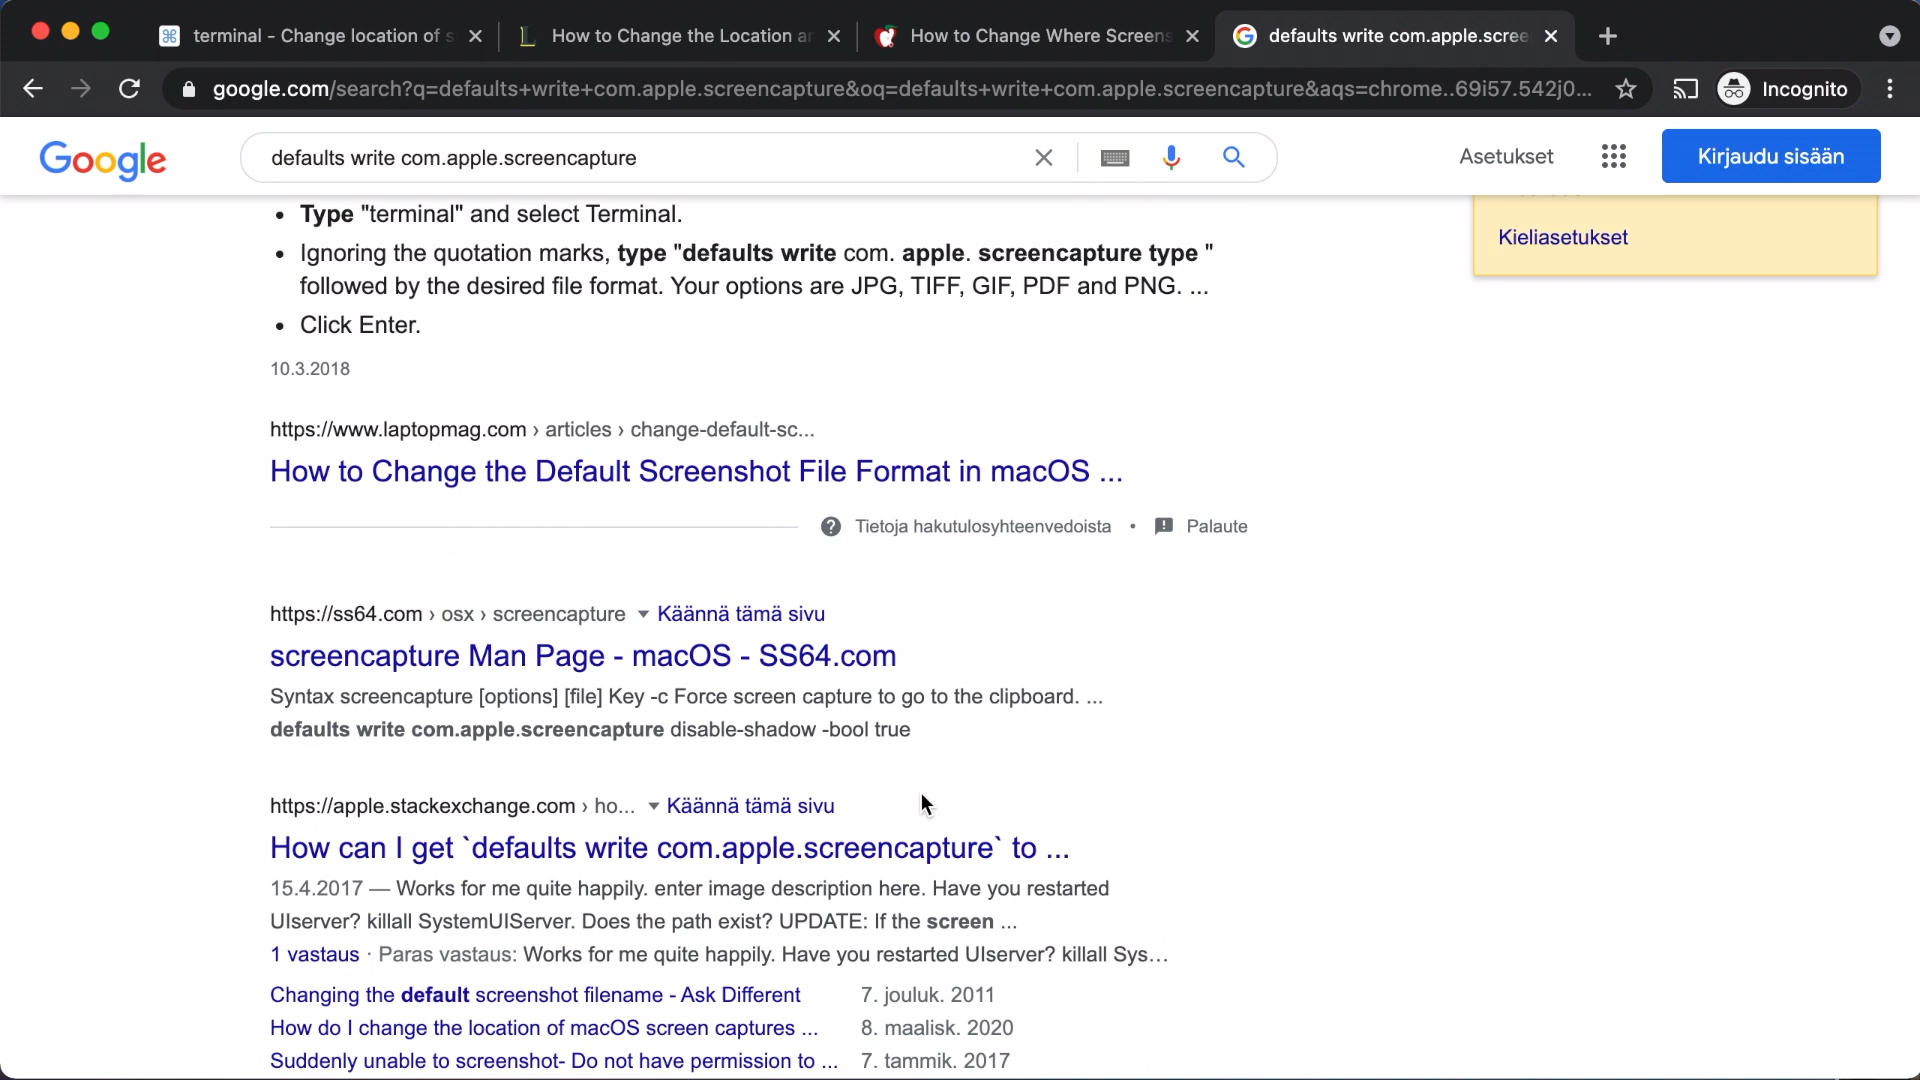 terminal - Change location of s
How to Change the Location ar
How to Change Where Screens
defaults write com.apple.scree
google.com/search?q=defaults+write+com.apple.screencapture&oq=defaults+write+com.apple.screencapture&aqs=chrome..69i57.542j0...
Incognito
Google
defaults write com.apple.screencapture
Asetukset
Kirjaudu sisään
Type "terminal" and select Terminal.
Kieliasetukset
Ignoring the quotation marks, type "defaults write com. apple. screencapture type "
followed by the desired file format. Your options are JPG, TIFF, GIF, PDF and PNG. ...
Click Enter.
10.3.2018
https://www.laptopmag.com › articles › change-default-sc...
How to Change the Default Screenshot File Format in macOS ...
Tietoja hakutulosyhteenvedoista • Palaute
https://ss64.com › osx › screencapture Käännä tämä sivu
screencapture Man Page - macOS - SS64.com
Syntax screencapture [options] [file] Key -c Force screen capture to go to the clipboard. ...
defaults write com.apple.screencapture disable-shadow -bool true
https://apple.stackexchange.com › ho... Käännä tämä sivu
How can I get `defaults write com.apple.screencapture` to ...
15.4.2017 — Works for me quite happily. enter image description here. Have you restarted
UIserver? killall SystemUIServer. Does the path exist? UPDATE: If the screen ...
1 vastaus · Paras vastaus: Works for me quite happily. Have you restarted UIserver? killall Sys...
Changing the default screenshot filename - Ask Different 7. jouluk. 2011
How do I change the location of macOS screen captures ... 8. maalisk. 2020
Suddenly unable to screenshot- Do not have permission to ... 7. tammik. 2017